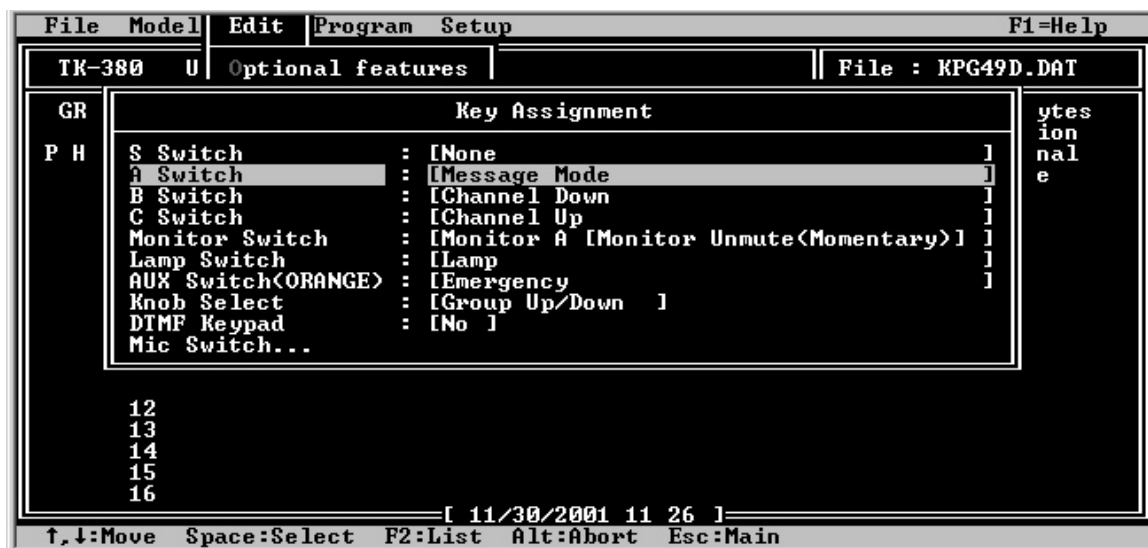 File Model Edit Program Setup F1=Help
TK-380 U Optional features File : KPG49D.DAT
GR Key Assignment ytes
ion
P H S Switch : [None ] nal
A Switch : [Message Mode ] e
B Switch : [Channel Down ]
C Switch : [Channel Up ]
Monitor Switch : [Monitor A [Monitor Unmute(Momentary)] ]
Lamp Switch : [Lamp ]
AUX Switch(ORANGE) : [Emergency ]
Knob Select : [Group Up/Down ]
DTMF Keypad : [No ]
Mic Switch...
12
13
14
15
16
[ 11/30/2001 11 26 ]
↑,↓:Move Space:Select F2:List Alt:Abort Esc:Main